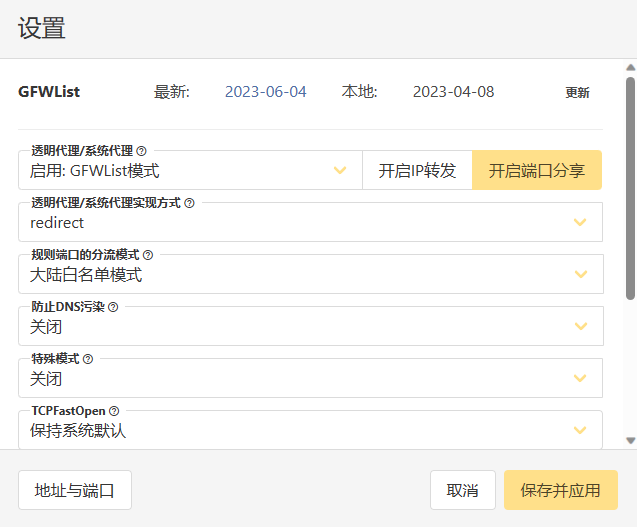 设置
GFWList 最新: 2023-06-04 本地: 2023-04-08 更新
透明代理/系统代理
启用: GFWList模式 开启IP转发 开启端口分享
透明代理/系统代理实现方式
redirect
规则端口的分流模式
大陆白名单模式
防止DNS污染
关闭
特殊模式
关闭
TCPFastOpen
保持系统默认
地址与端口 取消 保存并应用